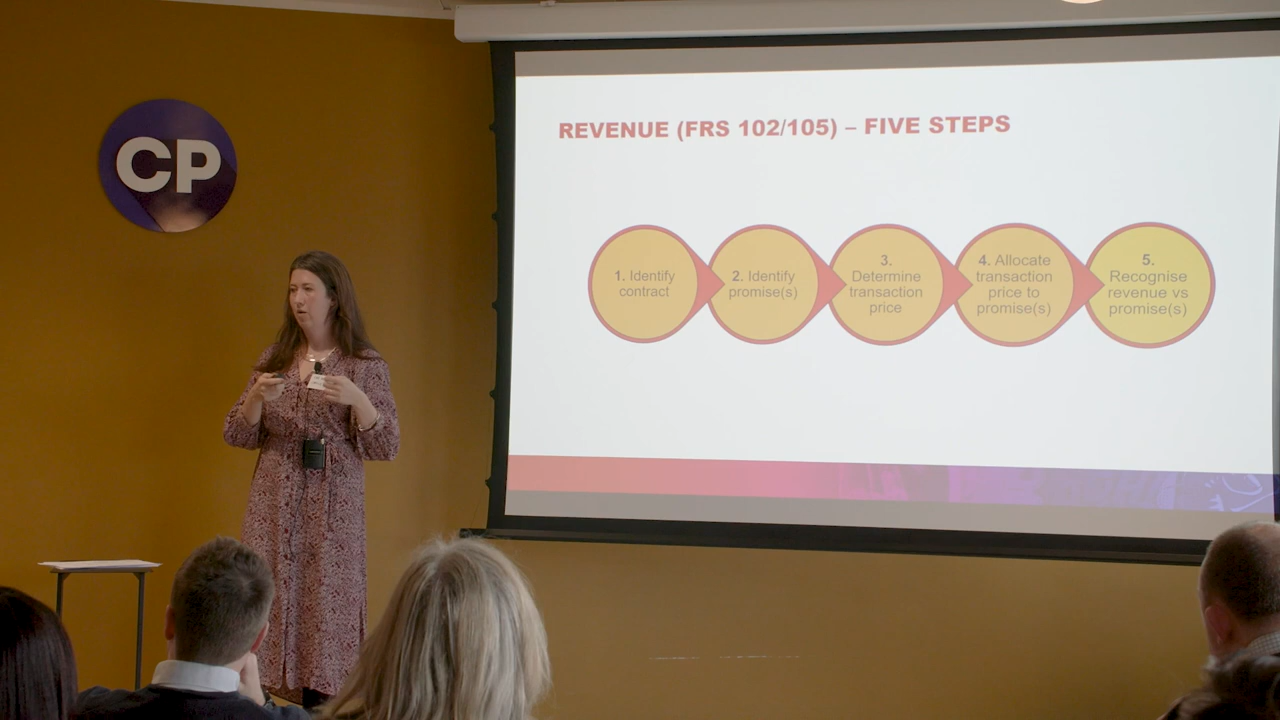 CP
REVENUE (FRS 102/105) – FIVE STEPS
1. Identify
contract
2. Identify
promise(s)
3.
Determine
transaction
price
4. Allocate
transaction
price to
promise(s)
5.
Recognise
revenue vs
promise(s)